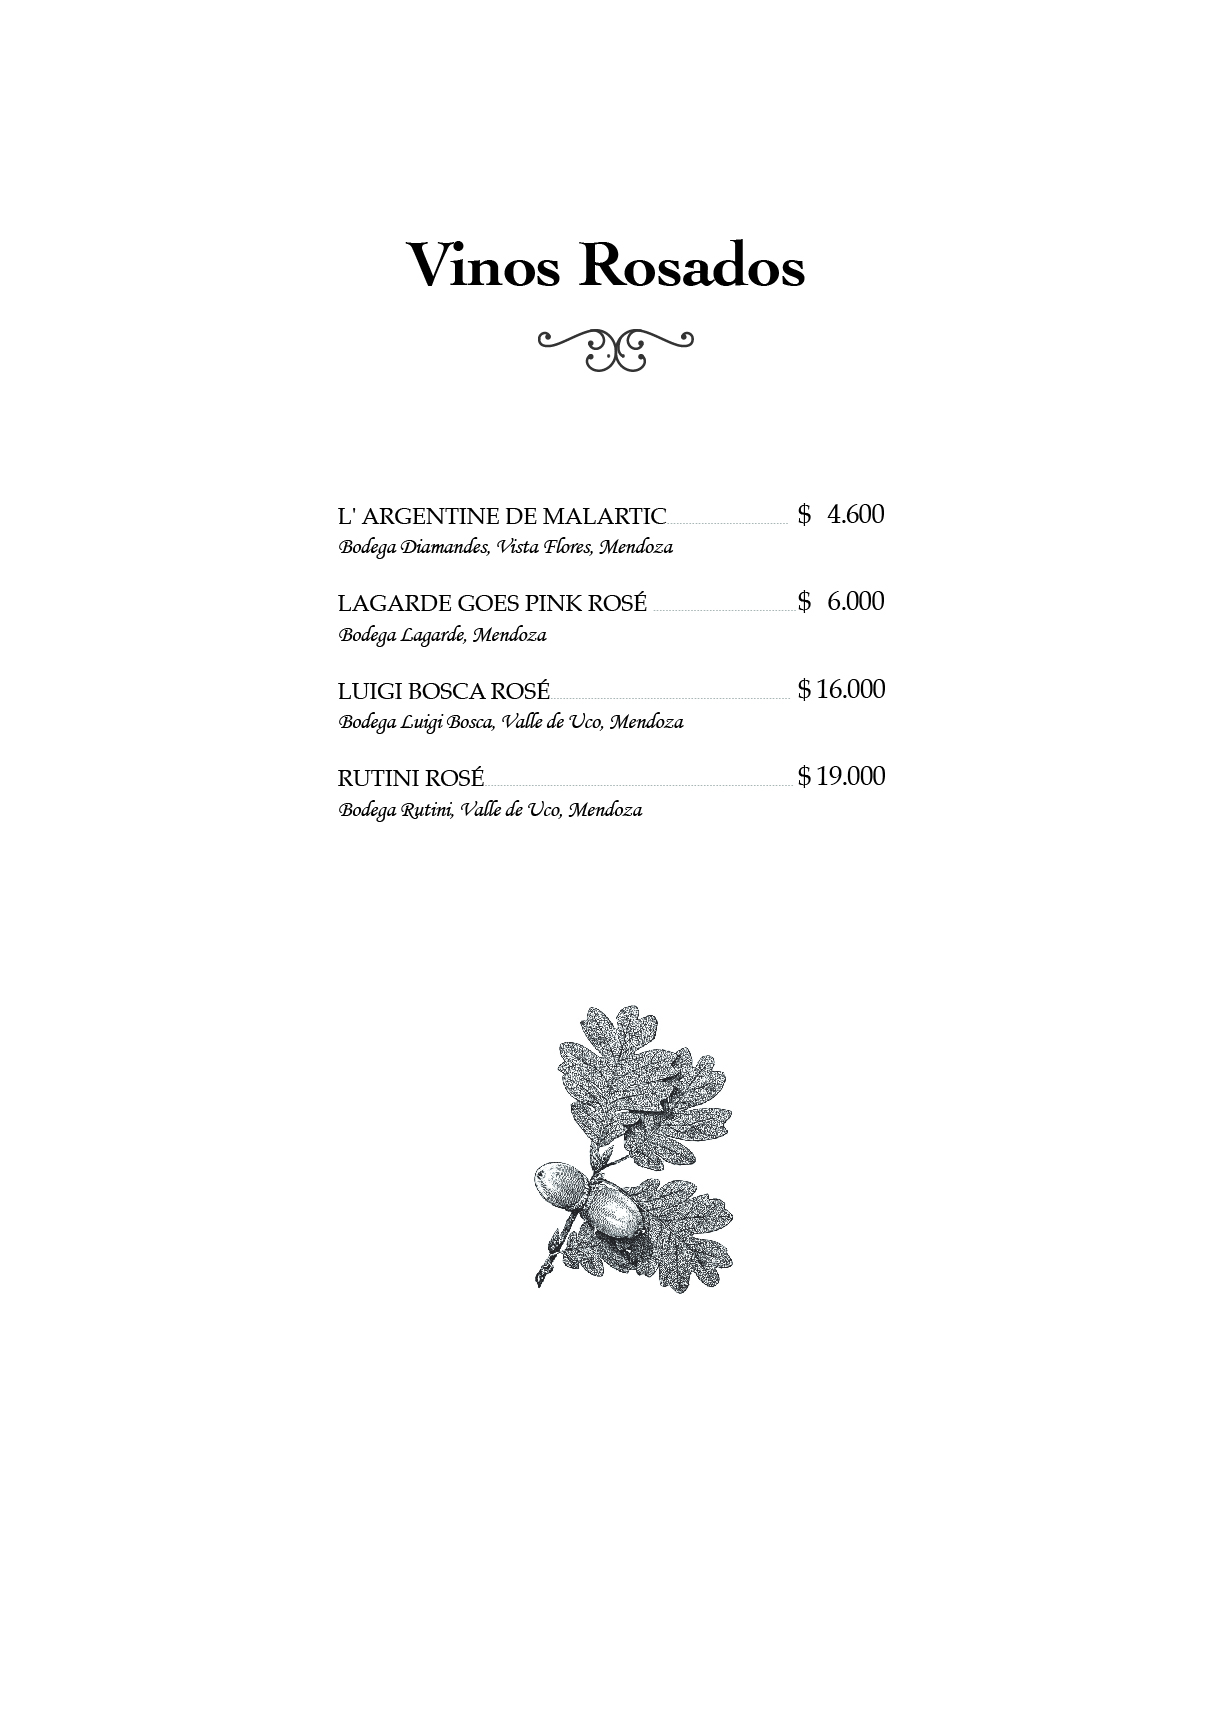 Vinos Rosados
L' ARGENTINE DE MALARTIC $ 4.600
Bodega Diamandes, Vista Flores, Mendoza
LAGARDE GOES PINK ROSÉ $ 6.000
Bodega Lagarde, Mendoza
LUIGI BOSCA ROSÉ $ 16.000
Bodega Luigi Bosca, Valle de Uco, Mendoza
RUTINI ROSÉ $ 19.000
Bodega Rutini, Valle de Uco, Mendoza